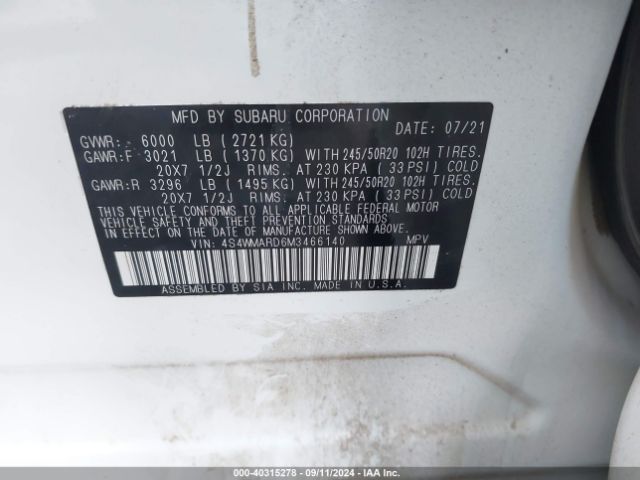 MFD BY SUBARU CORPORATION
DATE: 07/21
GVWR: 6000 LB ( 2721 KG)
GAWR:F 3021 LB ( 1370 KG) WITH 245/50R20 102H TIRES.
20X7 1/2J RIMS. AT 230 KPA ( 33 PSI) COLD
GAWR:R 3296 LB ( 1495 KG) WITH 245/50R20 102H TIRES.
20X7 1/2J RIMS. AT 230 KPA ( 33 PSI) COLD
THIS VEHICLE CONFORMS TO ALL APPLICABLE FEDERAL MOTOR
VEHICLE SAFETY AND THEFT PREVENTION STANDARDS
IN EFFECT ON THE DATE OF MANUFACTURE SHOWN ABOVE.
VIN: 4S4WMARD6M3466140 MPV
ASSEMBLED BY SIA INC. MADE IN U.S.A.
000-40315278 - 09/11/2024 - IAAI.COM